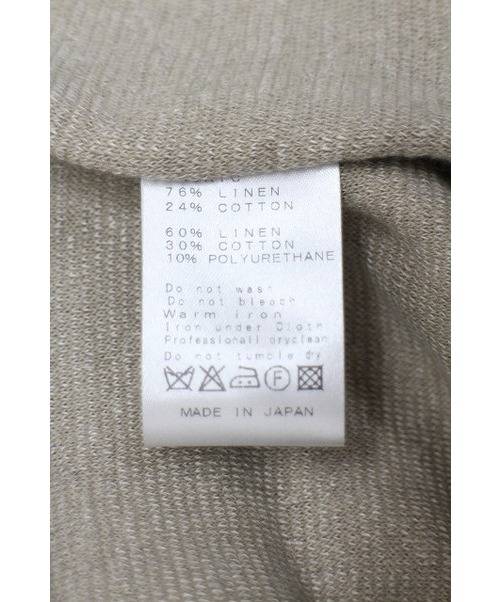 76% LINEN
24% COTTON
60% LINEN
30% COTTON
10% POLYURETHANE
Do not wash
Do not bleach
Warm iron
Iron under Cloth
Professionali dryclean
Do not tumble dry
F
MADE IN JAPAN